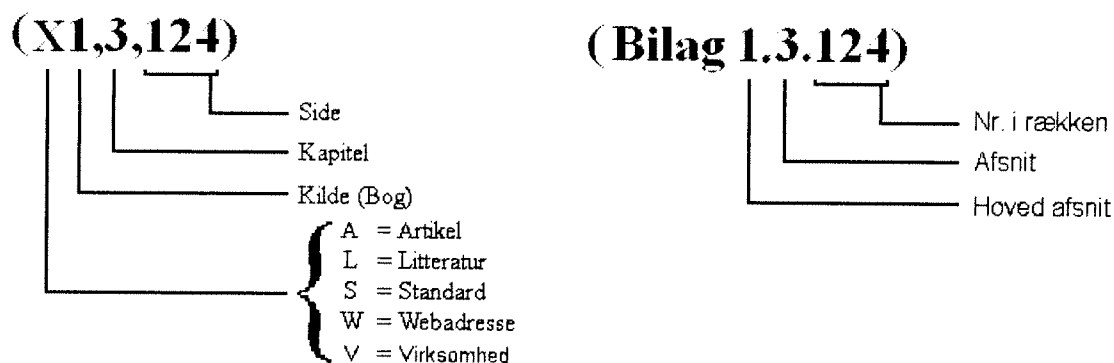 (X1,3,124)
Side
Kapitel
Kilde (Bog)
A = Artikel
L = Litteratur
S = Standard
W = Webadresse
V = Virksomhed
(Bilag 1.3.124)
Nr. i rækken
Afsnit
Hoved afsnit